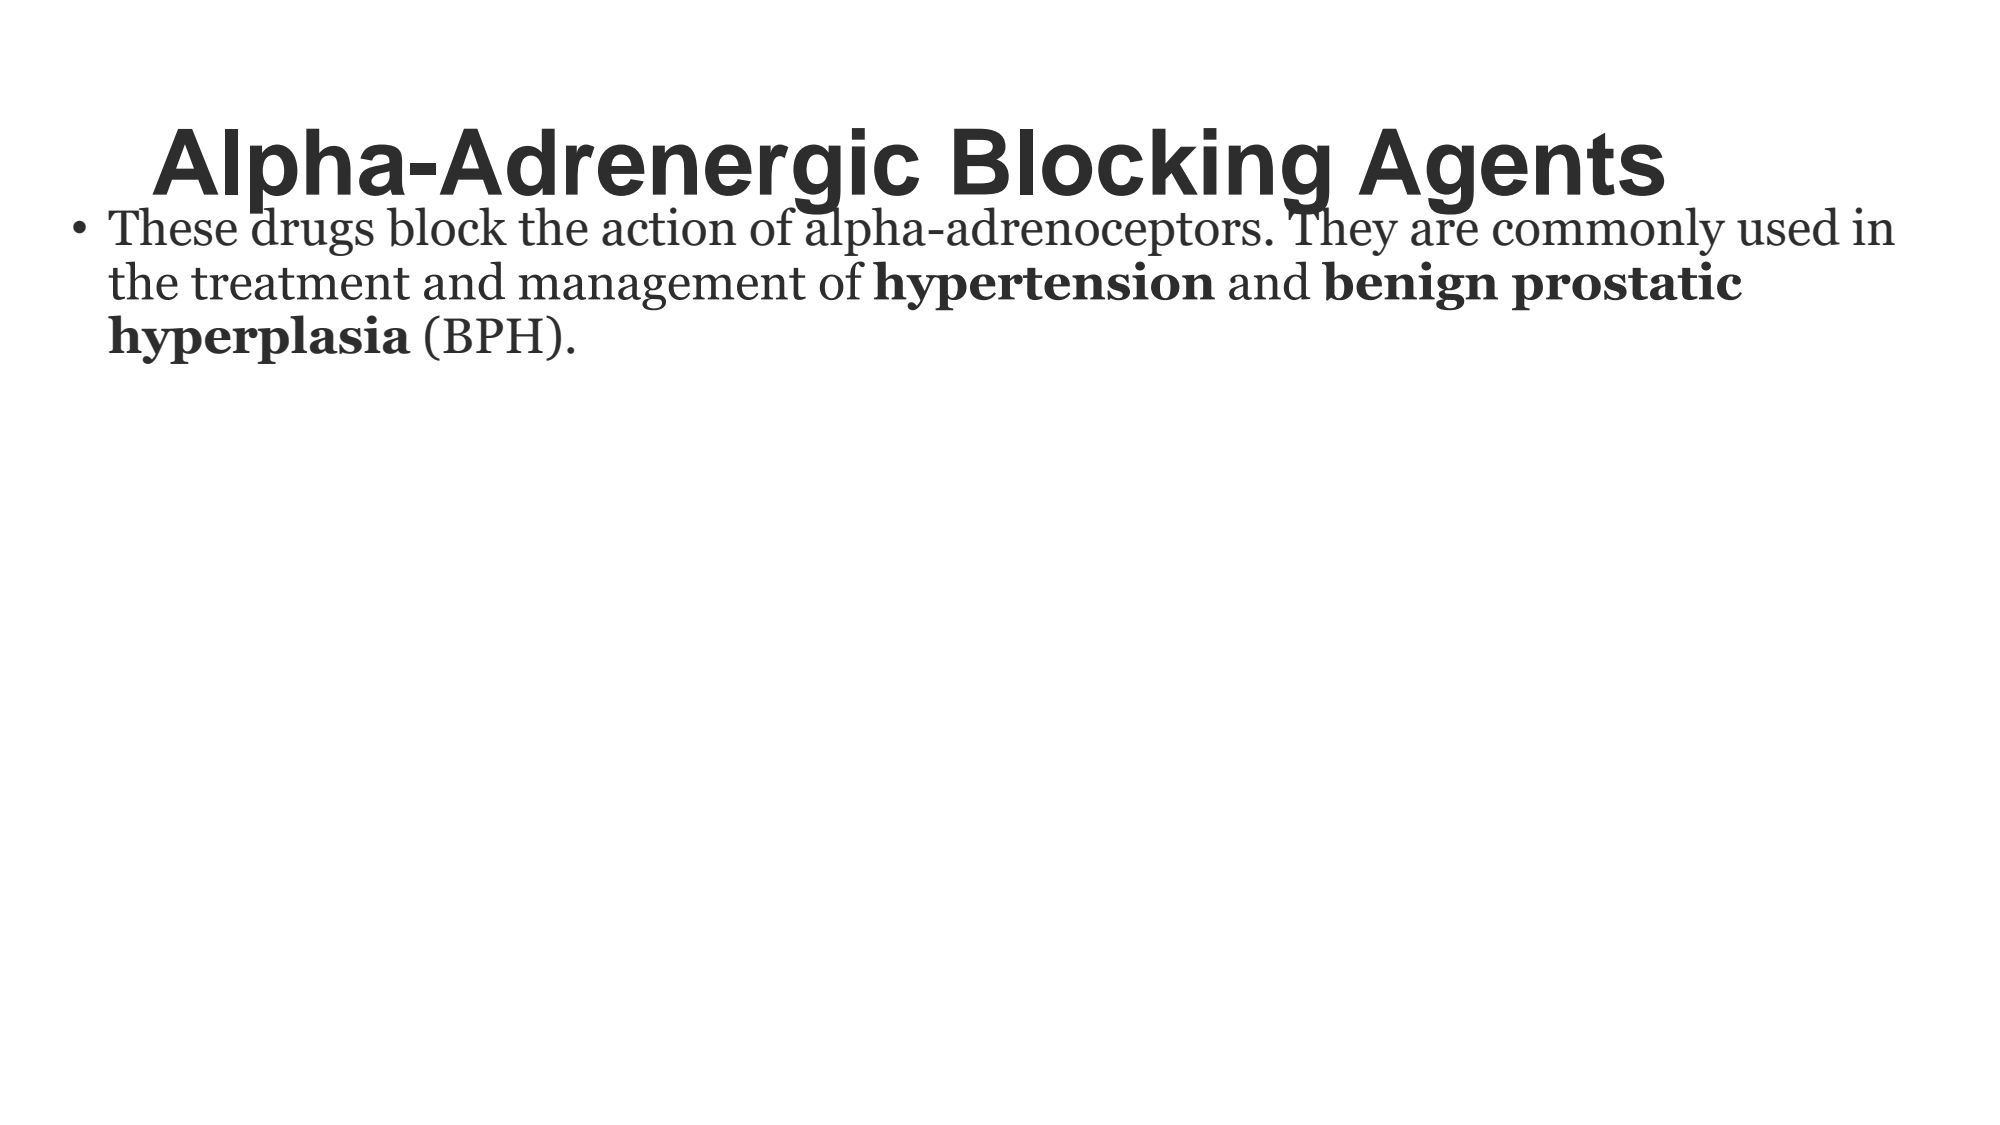 Alpha-Adrenergic Blocking Agents
• These drugs block the action of alpha-adrenoceptors. They are commonly used in
the treatment and management of hypertension and benign prostatic
hyperplasia (BPH).